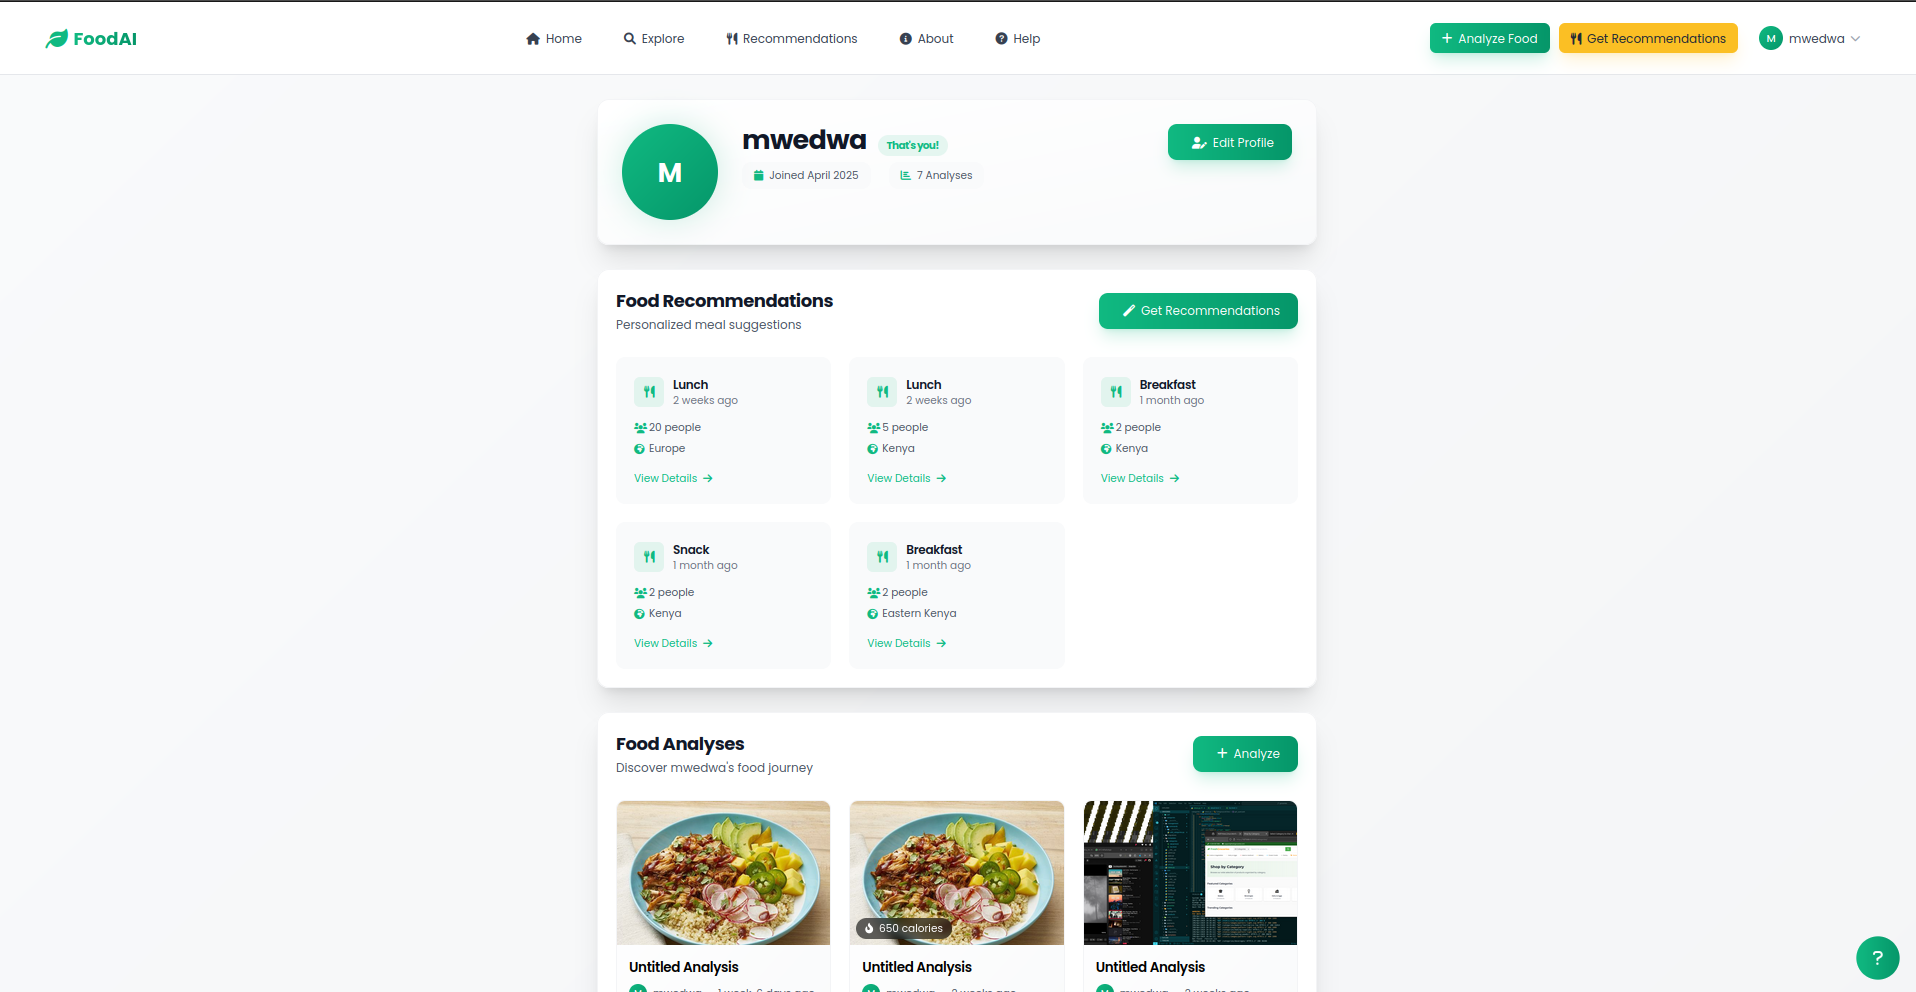 FoodAI
Home
Explore
Recommendations
About
Help
Analyze Food
Get Recommendations
M
mwedwa
M
mwedwa
That's you!
Joined April 2025
7 Analyses
Edit Profile
Food Recommendations
Personalized meal suggestions
Get Recommendations
Lunch
2 weeks ago
20 people
Europe
View Details
Lunch
2 weeks ago
5 people
Kenya
View Details
Breakfast
1 month ago
2 people
Kenya
View Details
Snack
1 month ago
2 people
Kenya
View Details
Breakfast
1 month ago
2 people
Eastern Kenya
View Details
Food Analyses
Discover mwedwa's food journey
Analyze
650 calories
Shop by Category
Untitled Analysis
Untitled Analysis
Untitled Analysis
?